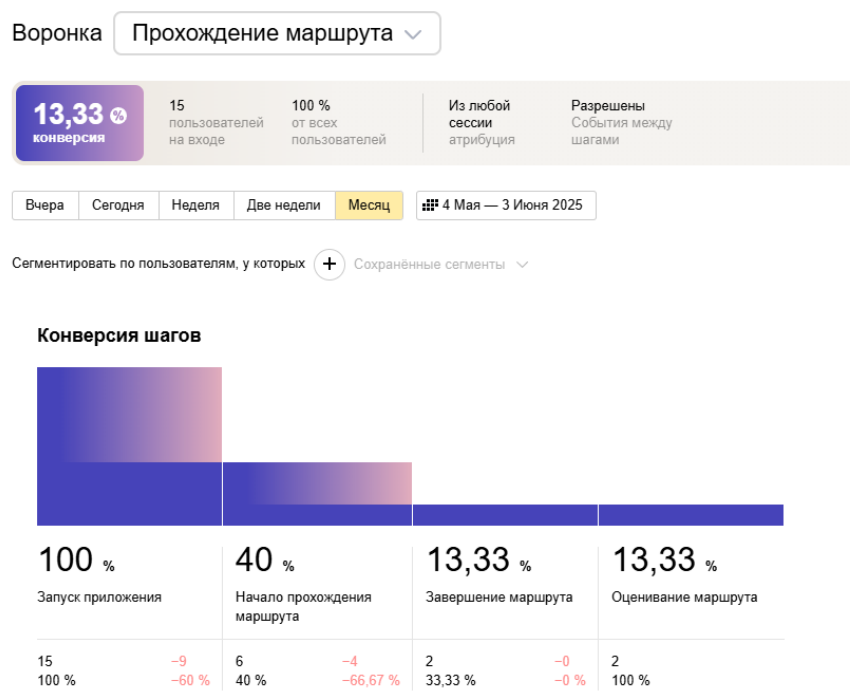 Воронка Прохождение маршрута
13,33 %
конверсия
15
пользователей
на входе
100 %
от всех
пользователей
Из любой
сессии
атрибуция
Разрешены
События между
шагами
Вчера Сегодня Неделя Две недели Месяц 4 Мая — 3 Июня 2025
Сегментировать по пользователям, у которых + Сохранённые сегменты
Конверсия шагов
100 %
Запуск приложения
40 %
Начало прохождения
маршрута
13,33 %
Завершение маршрута
13,33 %
Оценивание маршрута
15 −9
100 % −60 %
6 −4
40 % −66,67 %
2 −0
33,33 % −0 %
2
100 %